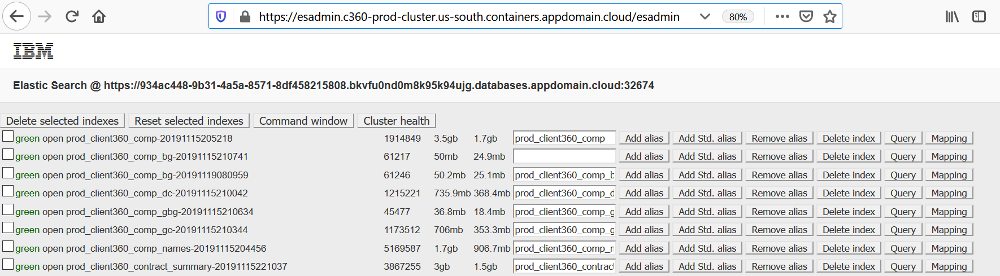 https://esadmin.c360-prod-cluster.us-south.containers.appdomain.cloud/esadmin 80%
IBM
Elastic Search @ https://934ac448-9b31-4a5a-8571-8df458215808.bkvfu0nd0m8k95k94ujg.databases.appdomain.cloud:32674
Delete selected indexes Reset selected indexes Command window Cluster health
green open prod_client360_comp-20191115205218 1914849 3.5gb 1.7gb prod_client360_comp Add alias Add Std. alias Remove alias Delete index Query Mapping
green open prod_client360_comp_bg-20191115210741 61217 50mb 24.9mb Add alias Add Std. alias Remove alias Delete index Query Mapping
green open prod_client360_comp_bg-20191119080959 61246 50.2mb 25.1mb prod_client360_comp_b Add alias Add Std. alias Remove alias Delete index Query Mapping
green open prod_client360_comp_dc-20191115210042 1215221 735.9mb 368.4mb prod_client360_comp_d Add alias Add Std. alias Remove alias Delete index Query Mapping
green open prod_client360_comp_gbg-20191115210634 45477 36.8mb 18.4mb prod_client360_comp_g Add alias Add Std. alias Remove alias Delete index Query Mapping
green open prod_client360_comp_gc-20191115210344 1173512 706mb 353.3mb prod_client360_comp_g Add alias Add Std. alias Remove alias Delete index Query Mapping
green open prod_client360_comp_names-20191115204456 5169587 1.7gb 906.7mb prod_client360_comp_n Add alias Add Std. alias Remove alias Delete index Query Mapping
green open prod_client360_contract_summary-20191115221037 3867255 3gb 1.5gb prod_client360_contract Add alias Add Std. alias Remove alias Delete index Query Mapping